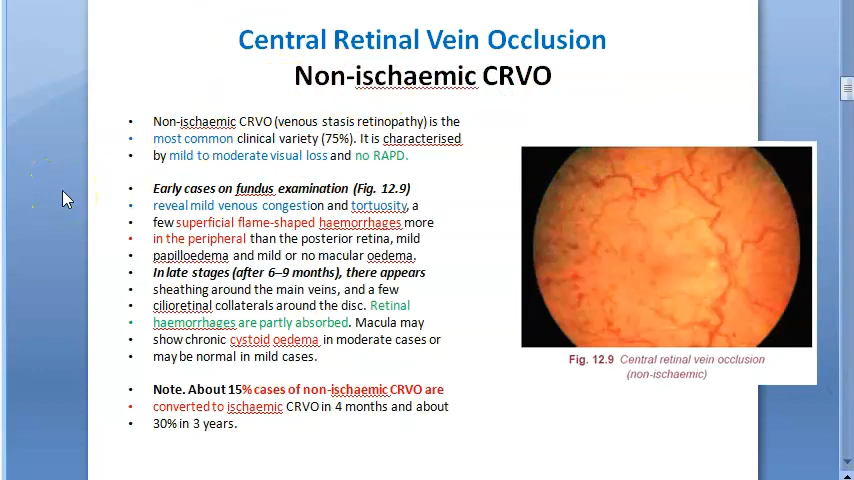 Central Retinal Vein Occlusion
Non-ischaemic CRVO
• Non-ischaemic CRVO (venous stasis retinopathy) is the
• most common clinical variety (75%). It is characterised
• by mild to moderate visual loss and no RAPD.
• Early cases on fundus examination (Fig. 12.9)
• reveal mild venous congestion and tortuosity, a
• few superficial flame-shaped haemorrhages more
• in the peripheral than the posterior retina, mild
• papilloedema and mild or no macular oedema.
• In late stages (after 6–9 months), there appears
• sheathing around the main veins, and a few
• cilioretinal collaterals around the disc. Retinal
• haemorrhages are partly absorbed. Macula may
• show chronic cystoid oedema in moderate cases or
• may be normal in mild cases.
• Note. About 15% cases of non-ischaemic CRVO are
• converted to ischaemic CRVO in 4 months and about
• 30% in 3 years.
Fig. 12.9 Central retinal vein occlusion
(non-ischaemic)